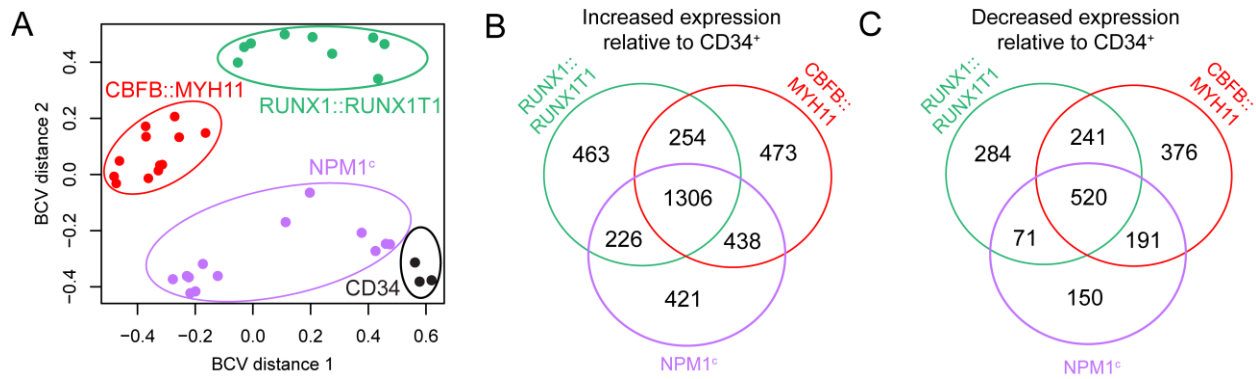 A
CBFB::MYH11
RUNX1::RUNX1T1
NPM1ᶜ
CD34
BCV distance 2
0.4
0.2
0.0
−0.2
−0.4
−0.4
−0.2
0.0
0.2
0.4
0.6
BCV distance 1
B
Increased expression
relative to CD34⁺
RUNX1::
RUNX1T1
CBFB::
MYH11
463
254
473
1306
226
438
421
NPM1ᶜ
C
Decreased expression
relative to CD34⁺
RUNX1::
RUNX1T1
CBFB::
MYH11
284
241
376
520
71
191
150
NPM1ᶜ